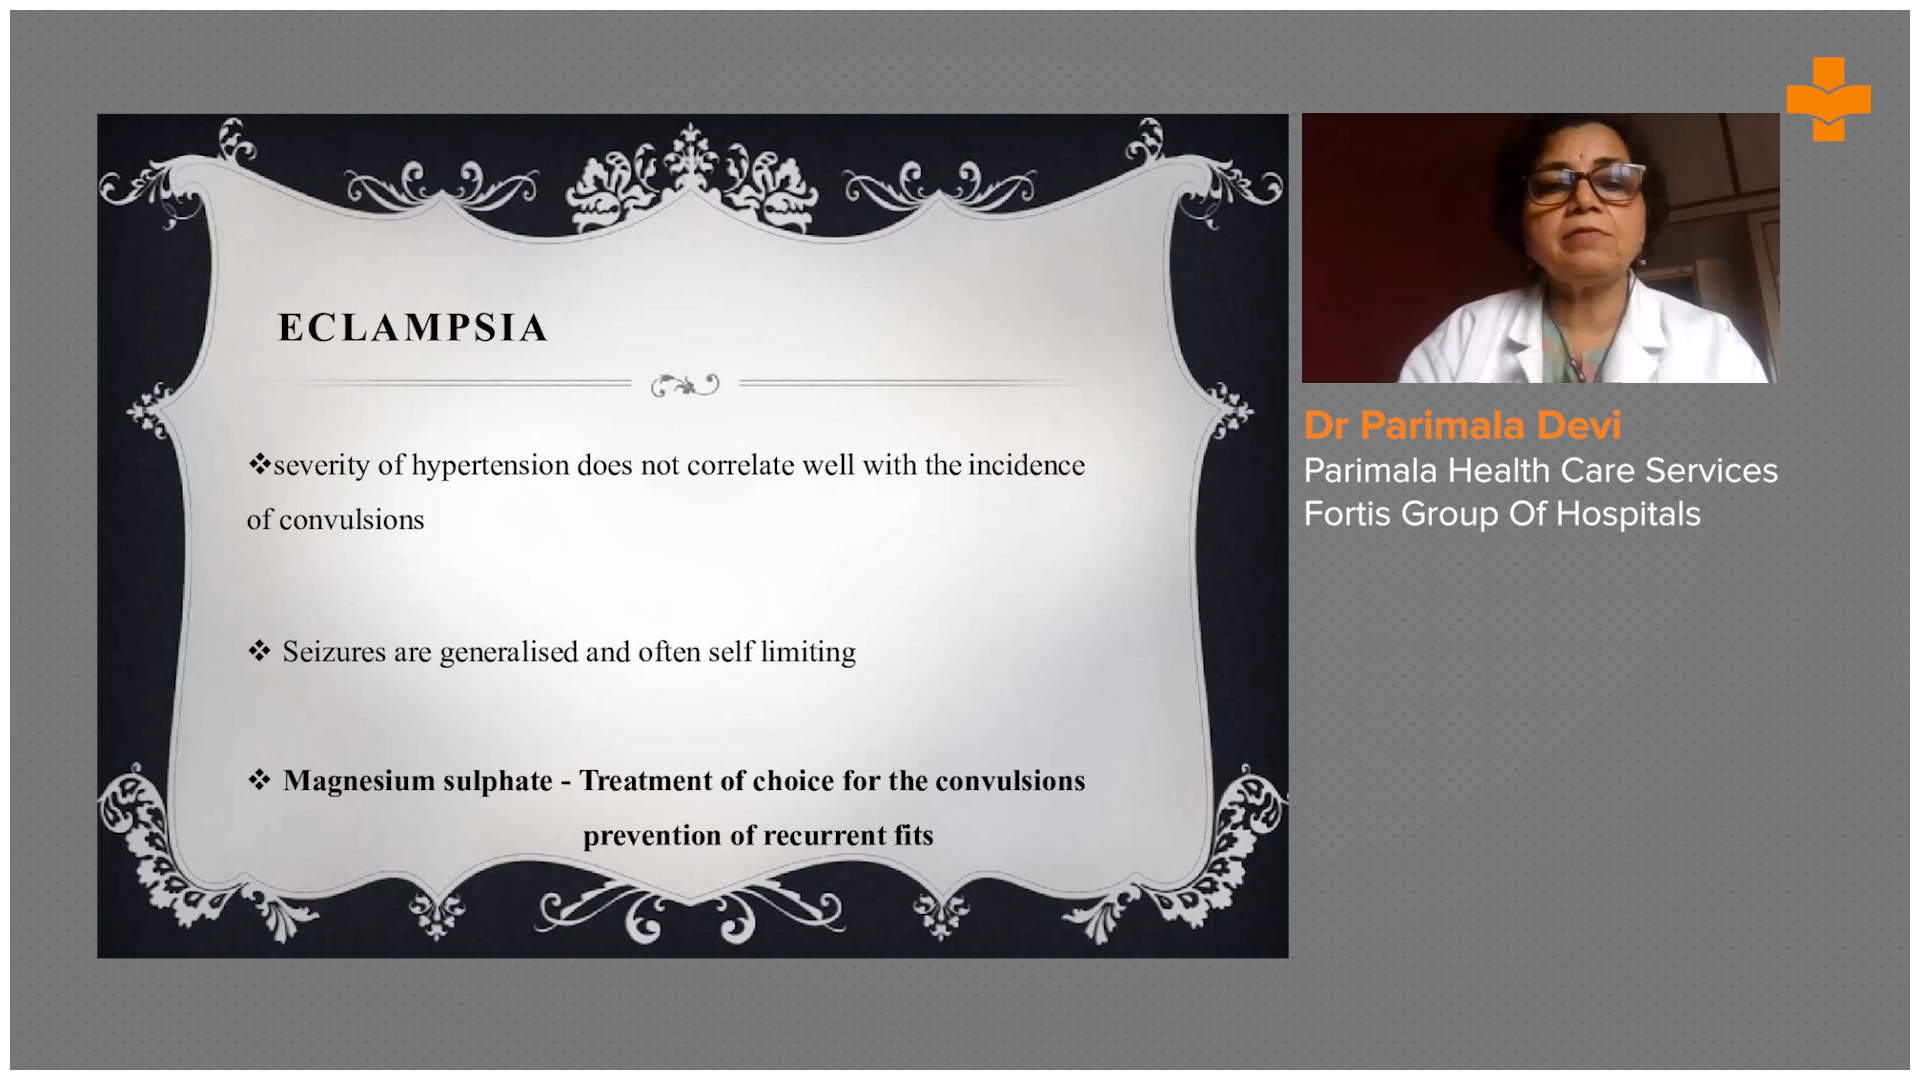 ECLAMPSIA
❖severity of hypertension does not correlate well with the incidence
of convulsions
❖ Seizures are generalised and often self limiting
❖ Magnesium sulphate - Treatment of choice for the convulsions
prevention of recurrent fits
Dr Parimala Devi
Parimala Health Care Services
Fortis Group Of Hospitals